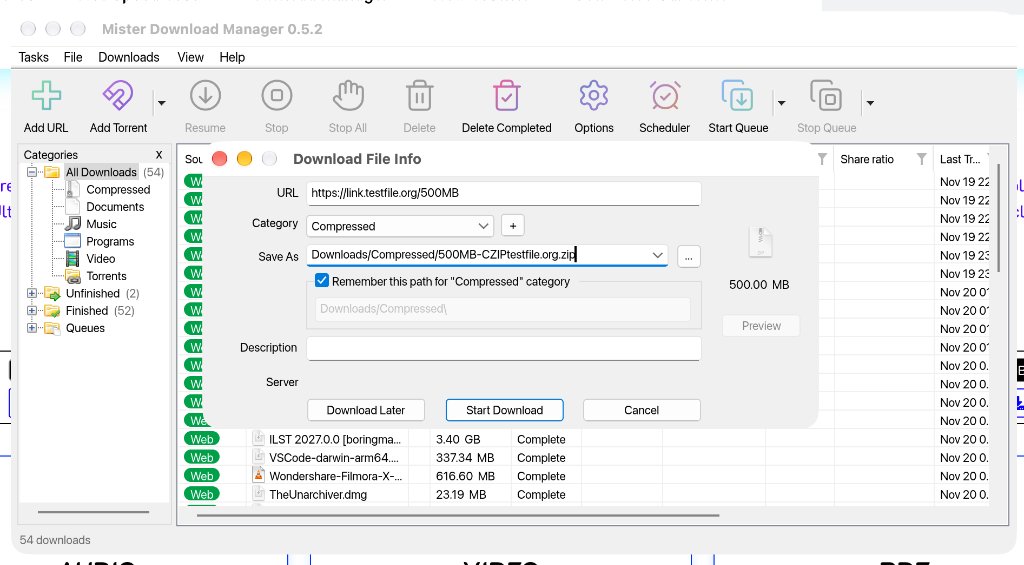 Mister Download Manager 0.5.2
Tasks File Downloads View Help
Add URL Add Torrent Resume Stop Stop All Delete Delete Completed Options Scheduler Start Queue Stop Queue
Categories X
All Downloads (54)
Compressed
Documents
Music
Programs
Video
Torrents
Unfinished (2)
Finished (52)
Queues
Share ratio Last Tr...
Download File Info
URL https://link.testfile.org/500MB
Category Compressed +
Save As Downloads/Compressed/500MB-CZIPtestfile.org.zip ...
Remember this path for "Compressed" category
Downloads/Compressed\
500.00 MB
Preview
Description
Server
Download Later Start Download Cancel
Nov 19 22
Nov 19 22
Nov 19 22
Nov 19 22
Nov 19 23
Nov 19 23
Nov 20 01
Nov 20 01
Nov 20 01
Nov 20 01
Nov 20 0.
Nov 20 0.
Nov 20 0.
Nov 20 0.
Web ILST 2027.0.0 [boringma... 3.40 GB Complete Nov 20 0.
Web VSCode-darwin-arm64.... 337.34 MB Complete Nov 20 0.
Web Wondershare-Filmora-X-... 616.60 MB Complete Nov 20 0.
Web TheUnarchiver.dmg 23.19 MB Complete Nov 20 0.
54 downloads